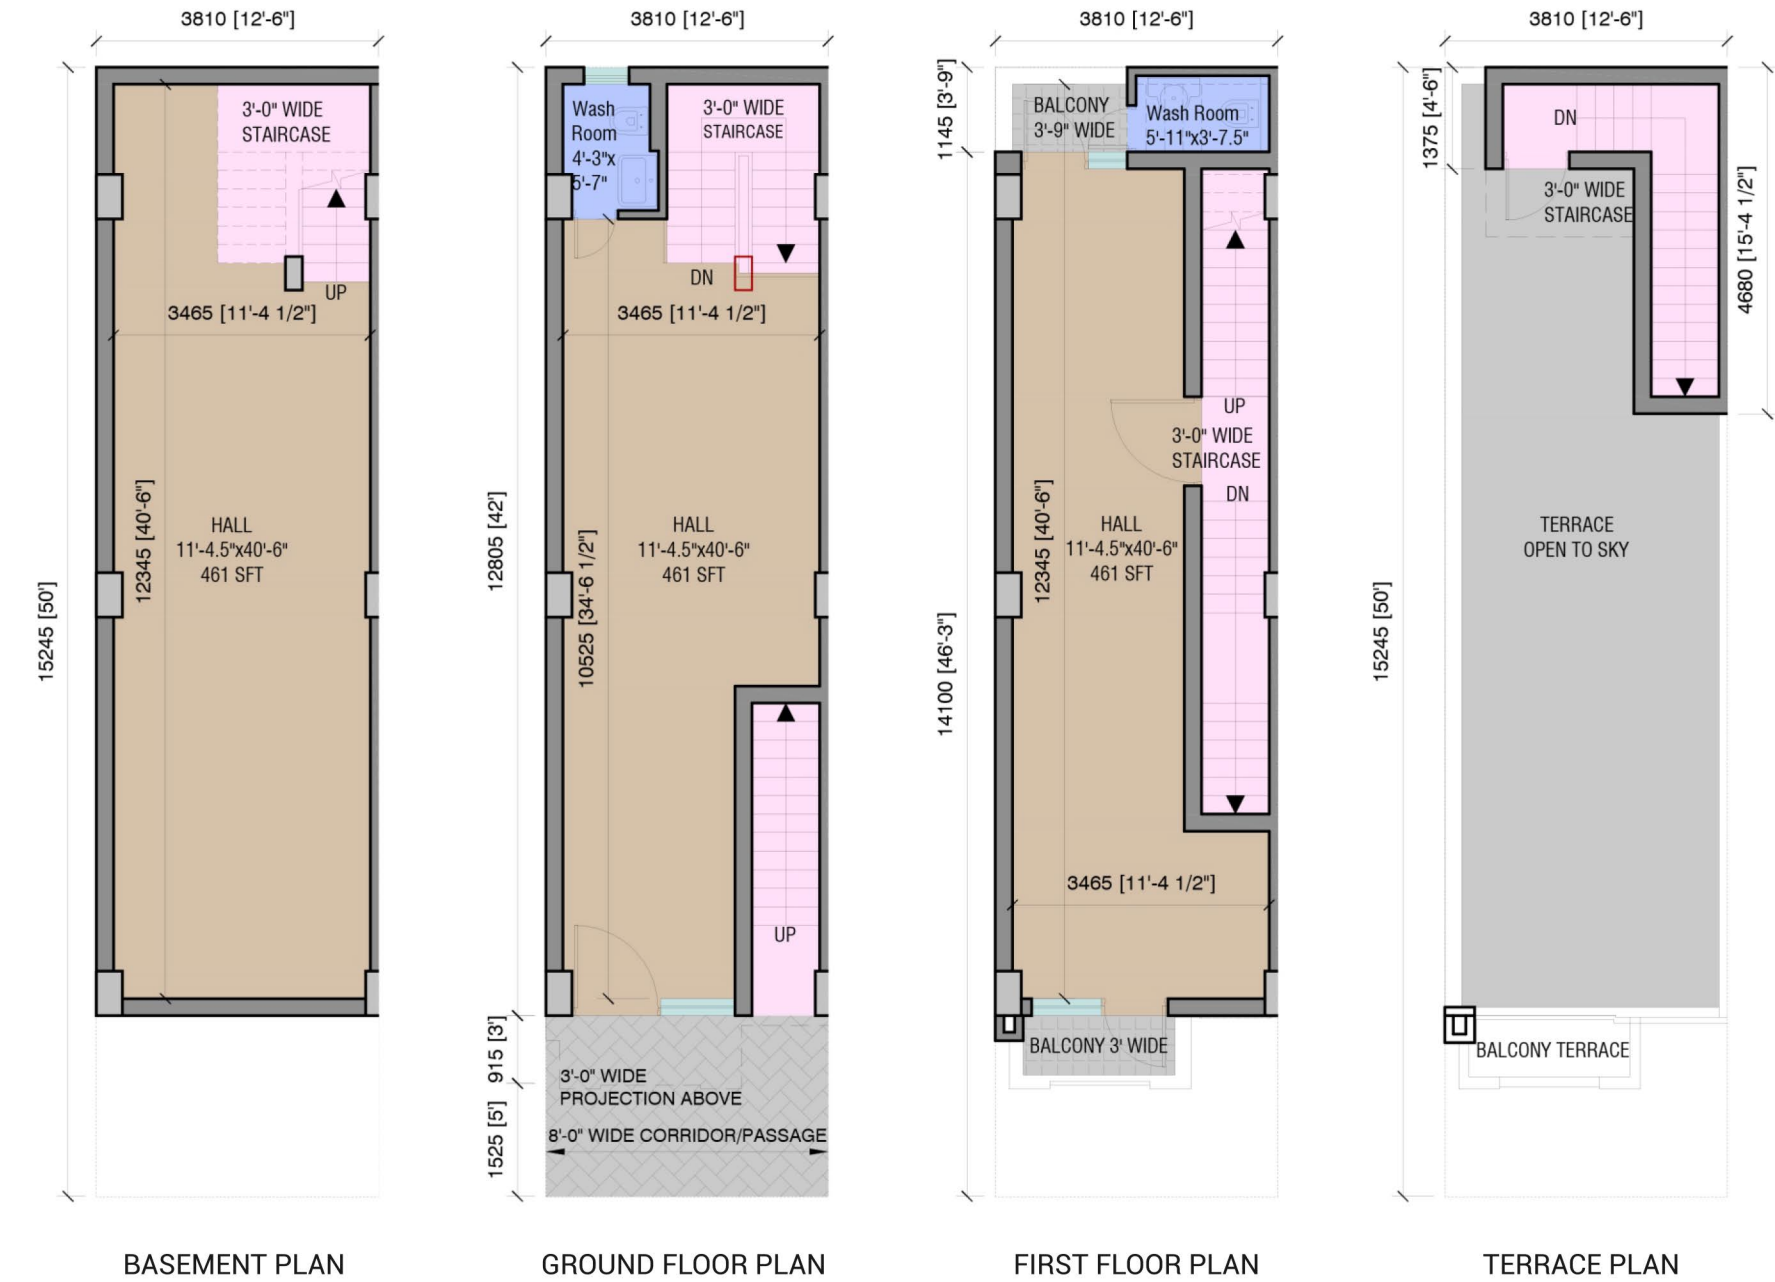 3810 [12'-6"]
3'-0" WIDE
STAIRCASE
UP
3465 [11'-4 1/2"]
12345 [40'-6"]
HALL
11'-4.5"x40'-6"
461 SFT
15245 [50']
BASEMENT PLAN
3810 [12'-6"]
Wash
Room
4'-3"x
5'-7"
3'-0" WIDE
STAIRCASE
DN
3465 [11'-4 1/2"]
12805 [42']
10525 [34'-6 1/2"]
HALL
11'-4.5"x40'-6"
461 SFT
UP
915 [3']
3'-0" WIDE
PROJECTION ABOVE
1525 [5']
8'-0" WIDE CORRIDOR/PASSAGE
GROUND FLOOR PLAN
3810 [12'-6"]
1145 [3'-9"]
BALCONY
3'-9" WIDE
Wash Room
5'-11"x3'-7.5"
UP
3'-0" WIDE
STAIRCASE
DN
12345 [40'-6"]
HALL
11'-4.5"x40'-6"
461 SFT
14100 [46'-3"]
3465 [11'-4 1/2"]
BALCONY 3' WIDE
FIRST FLOOR PLAN
3810 [12'-6"]
1375 [4'-6"]
DN
3'-0" WIDE
STAIRCASE
4680 [15'-4 1/2"]
TERRACE
OPEN TO SKY
15245 [50']
BALCONY TERRACE
TERRACE PLAN